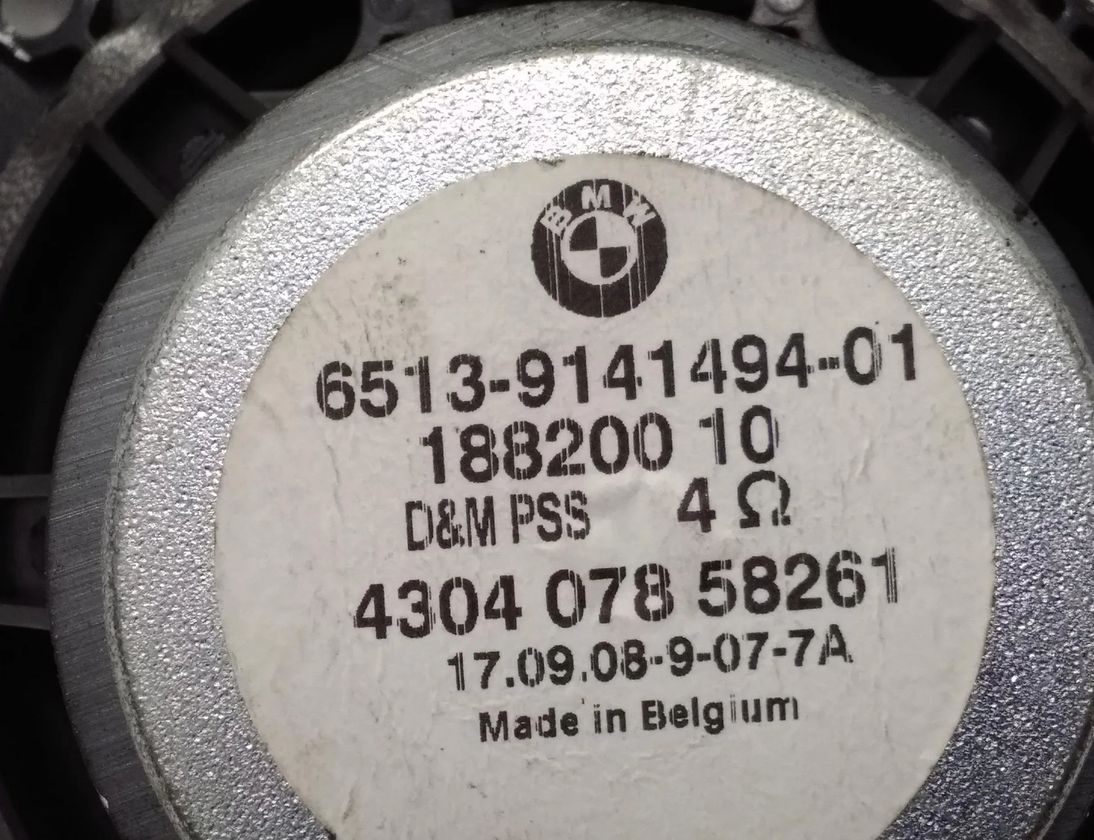 BMW
6513-9141494-01
188200 10
D&M PSS 4 Ω
4304 078 58261
17.09.08-9-07-7A
Made in Belgium